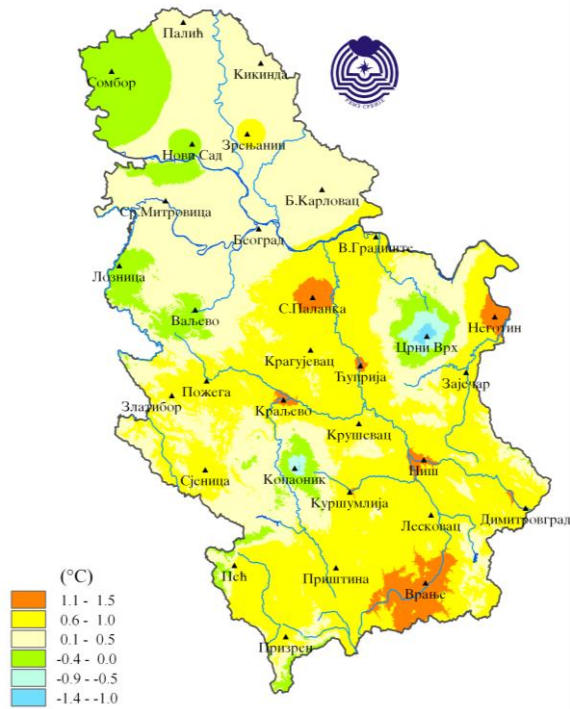 Палић
Сомбор
Кикинда
Нови Сад
Зрењанин
Ср.Митровица
Б.Карловац
Београд
В.Градиште
Лозница
С.Паланка
Ваљево
Неготин
Црни Врх
Крагујевац
Ћуприја
Зајечар
Пожега
Златибор
Краљево
Крушевац
Ниш
Сјеница
Копаоник
Куршумлија
Лесковац
Димитровград
Пећ
Приштина
Врање
Призрен
(°C)
1.1 - 1.5
0.6 - 1.0
0.1 - 0.5
-0.4 - 0.0
-0.9 - -0.5
-1.4 - -1.0